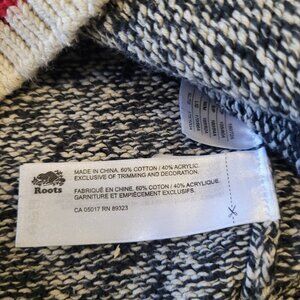 Roots
MADE IN CHINA, 60% COTTON / 40% ACRYLIC.
EXCLUSIVE OF TRIMMING AND DECORATION.
FABRIQUÉ EN CHINE, 60% COTON / 40% ACRYLIQUE.
GARNITURE ET EMPIÈCEMENT EXCLUSIFS.
CA 05017 RN 89323